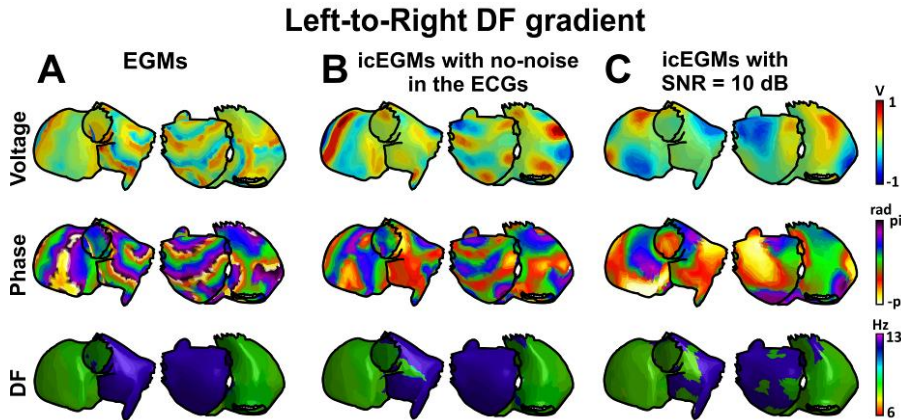 Left-to-Right DF gradient
A
EGMs
B
icEGMs with no-noise
in the ECGs
C
icEGMs with
SNR = 10 dB
Voltage
V
1
-1
Phase
rad
pi
-p
DF
Hz
13
6